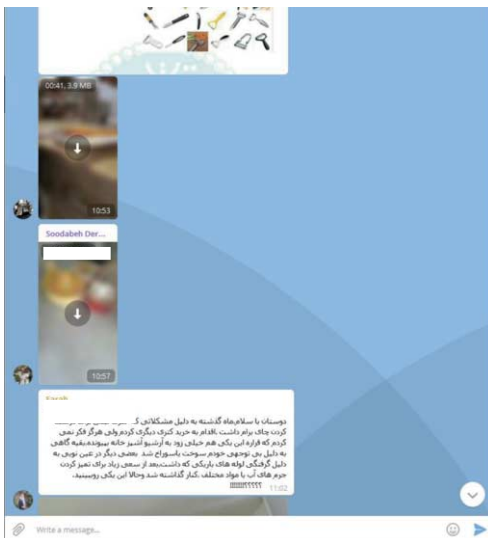 00:41, 3.9 MB
10:53
Soodabeh Der...
10:57
دوستان با سلام.ماه گذشته به دلیل مشکلاتی ک
کردن چای برام داشت .اقدام به خرید کتری دیگری کردم.ولی هرگز فکر نمی
کردم که قراره این یکی هم خیلی زود به آرشیو آشپز خانه بپیونده.بقیه گاهی
به دلیل بی توجهی خودم سوخت یاسوراخ شد بعضی دیگر در عین نویی به
دلیل گرفتگی لوله های باریکی که داشت.بعد از سعی زیاد برای تمیز کردن
جرم های آب با مواد مختلف .کنار گذاشته شد وحالا این یکی روببینید.
11:02
Write a message...